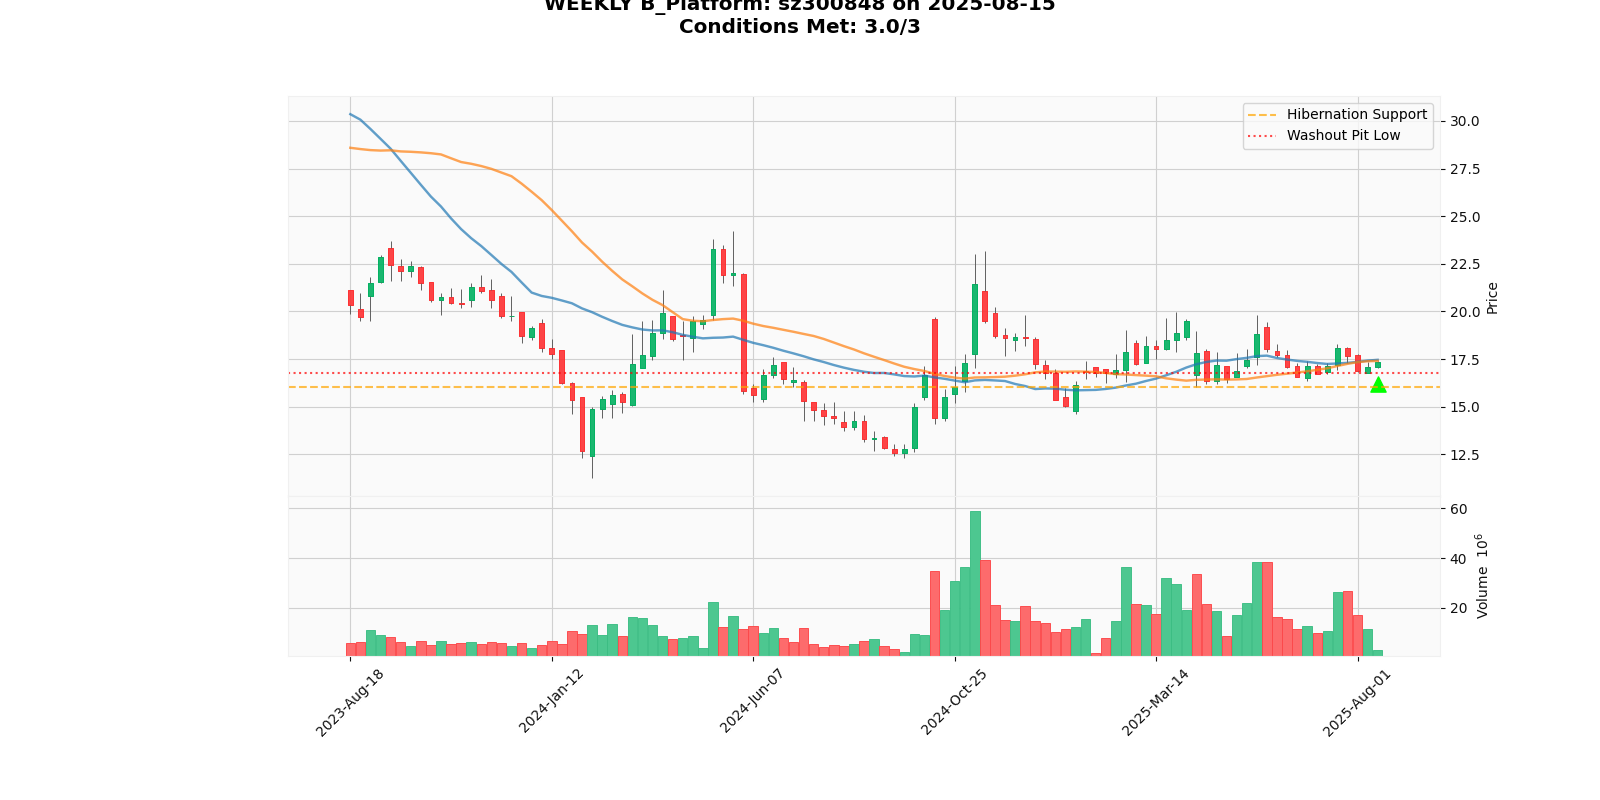 WEEKLY B_Platform: sz300848 on 2025-08-15
Conditions Met: 3.0/3
Hibernation Support
Washout Pit Low
30.0
27.5
25.0
22.5
20.0
17.5
15.0
12.5
Price
60
40
20
Volume 10⁶
2023-Aug-18
2024-Jan-12
2024-Jun-07
2024-Oct-25
2025-Mar-14
2025-Aug-01